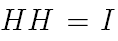 HH = I